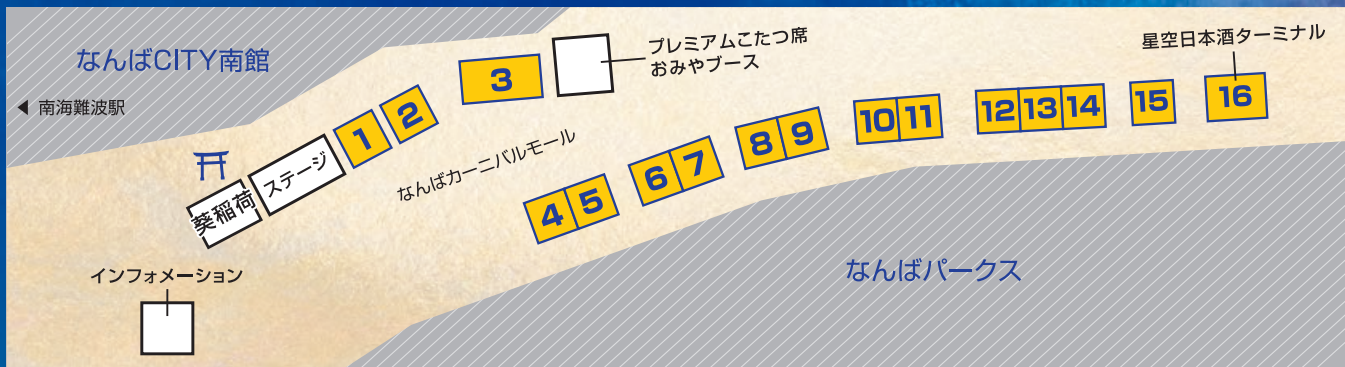 なんばCITY南館
◀ 南海難波駅
プレミアムこたつ席
おみやブース
星空日本酒ターミナル
1
2
3
葵稲荷
ステージ
なんばカーニバルモール
4
5
6
7
8
9
10
11
12
13
14
15
16
インフォメーション
なんばパークス